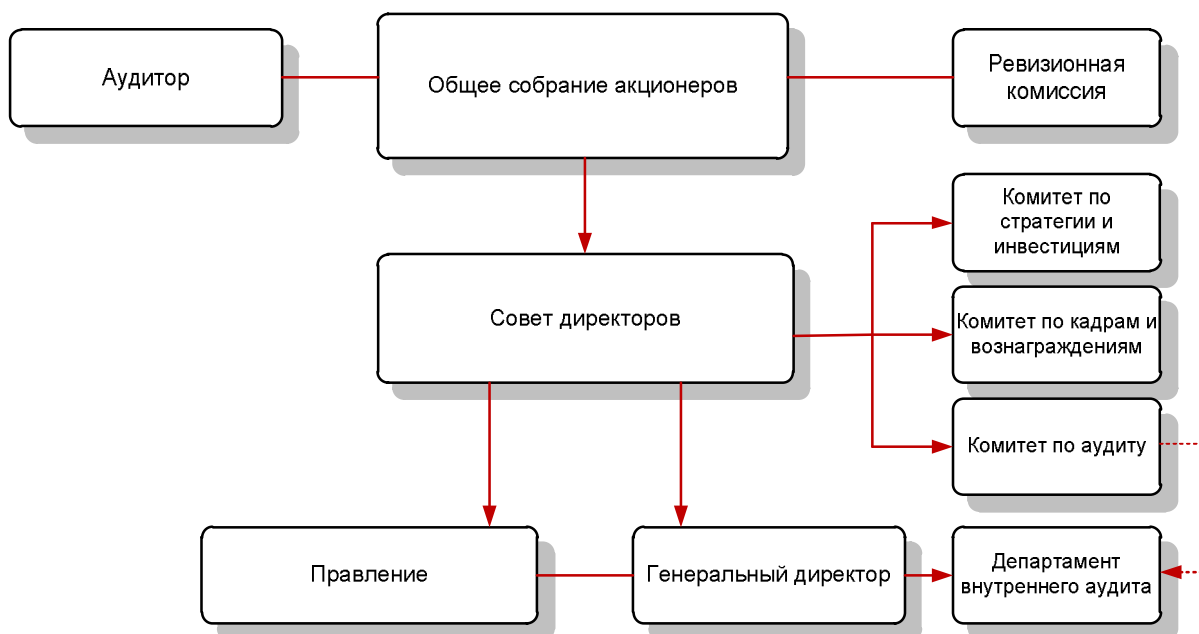 Аудитор
Общее собрание акционеров
Ревизионная
комиссия
Комитет по
стратегии и
инвестициям
Совет директоров
Комитет по кадрам и
вознаграждениям
Комитет по аудиту
Правление
Генеральный директор
Департамент
внутреннего аудита